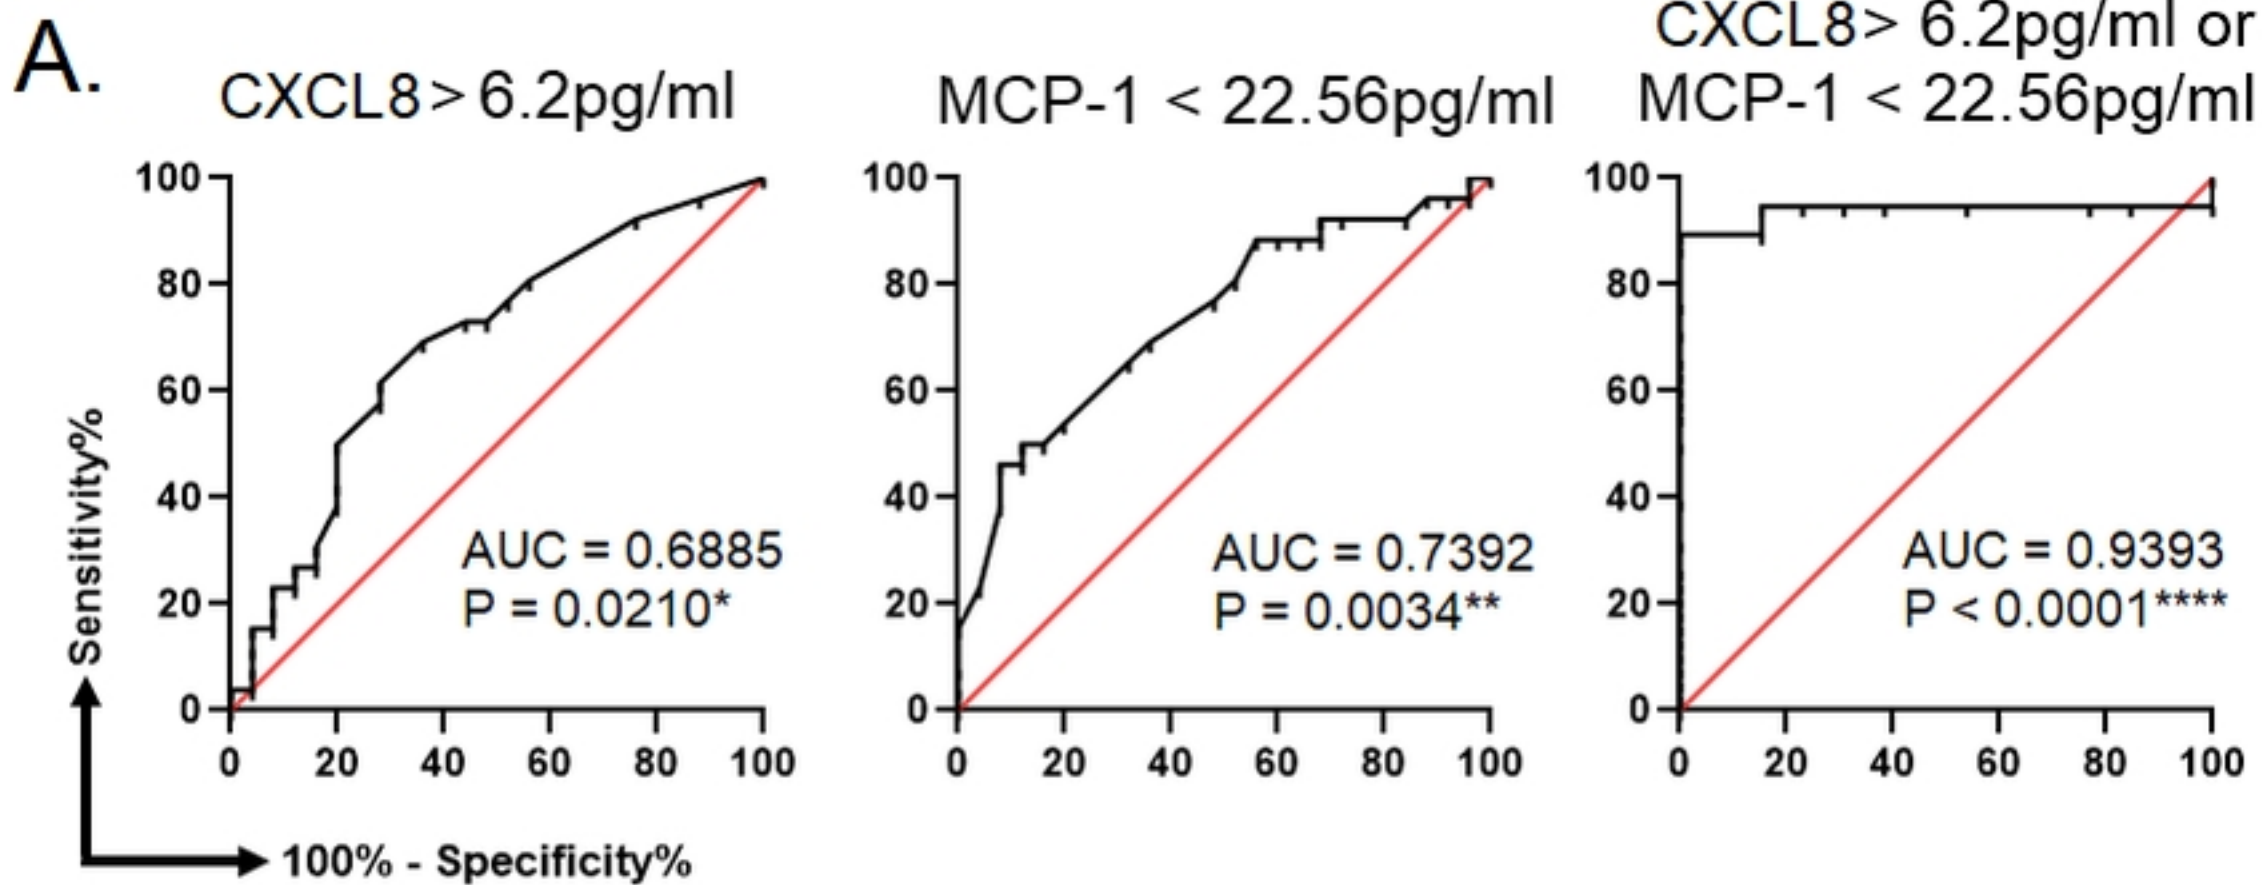 A.
CXCL8> 6.2pg/ml
100
80
60
40
20
0
0 20 40 60 80 100
AUC = 0.6885
P = 0.0210*
MCP-1 < 22.56pg/ml
100
80
60
40
20
0
0 20 40 60 80 100
AUC = 0.7392
P = 0.0034**
CXCL8> 6.2pg/ml or
MCP-1 < 22.56pg/ml
100
80
60
40
20
0
0 20 40 60 80 100
AUC = 0.9393
P < 0.0001****
Sensitivity%
100% - Specificity%